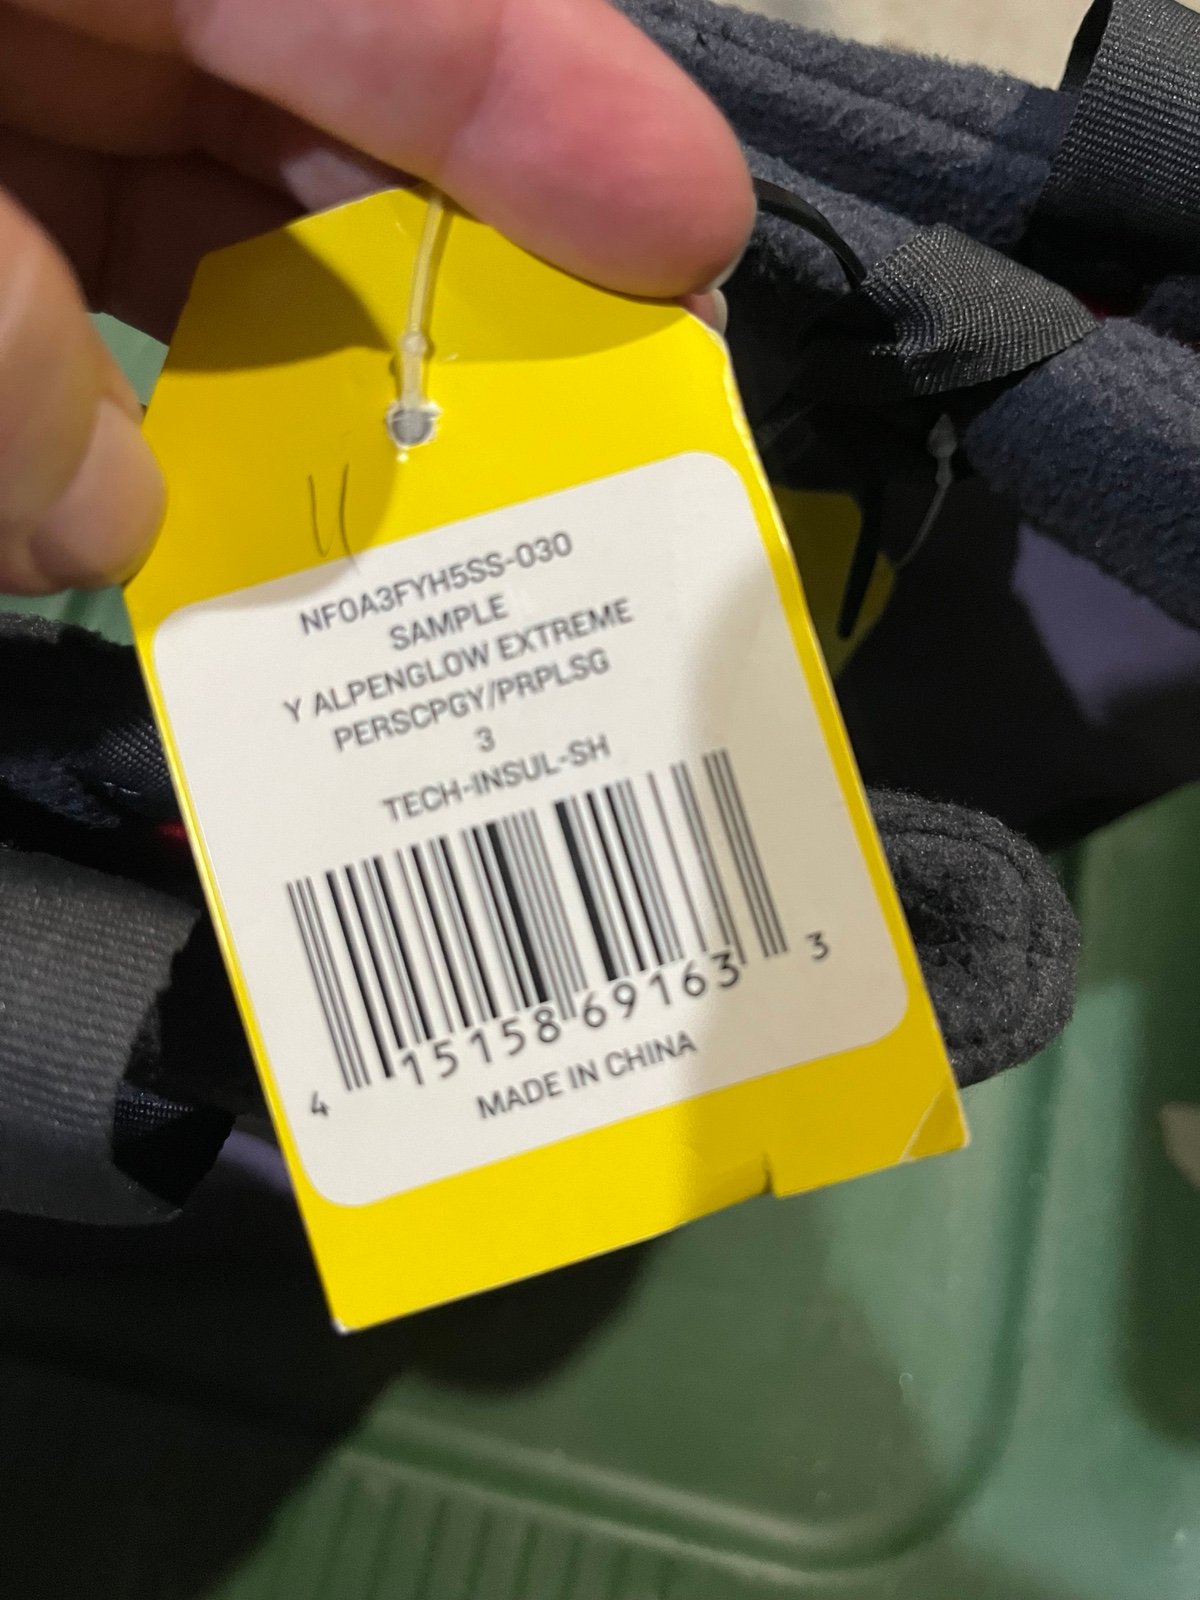 NF0A3FYH5SS-030
SAMPLE
Y ALPENGLOW EXTREME
PERSCPGY/PRPLSG
3
TECH-INSUL-SH
4 15158 69163 3
MADE IN CHINA